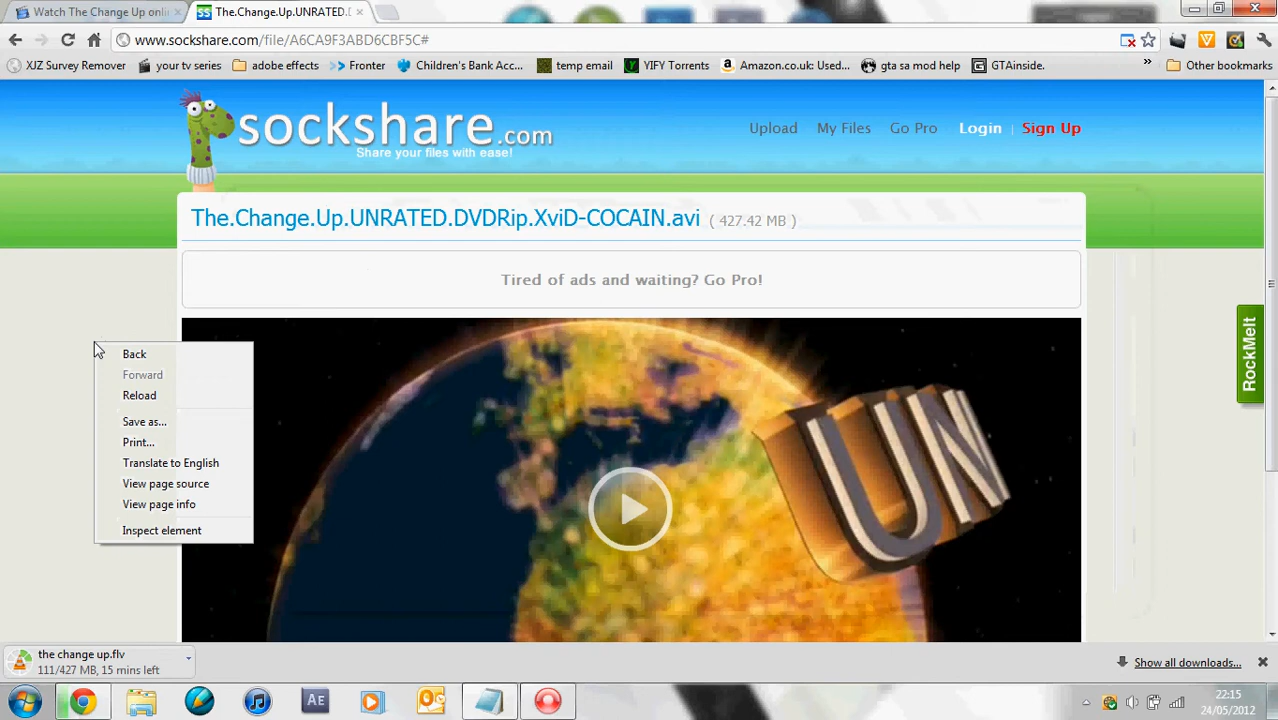 Watch The Change Up onli
The.Change.Up.UNRATED.[
www.sockshare.com/file/A6CA9F3ABD6CBF5C#
XJZ Survey Remover
your tv series
adobe effects
Fronter
Children's Bank Acc...
temp email
YIFY Torrents
Amazon.co.uk: Used...
gta sa mod help
GTAinside.
Other bookmarks
sockshare.com
Share your files with ease!
Upload
My Files
Go Pro
Login | Sign Up
The.Change.Up.UNRATED.DVDRip.XviD-COCAIN.avi ( 427.42 MB )
Tired of ads and waiting? Go Pro!
RockMelt
UN
Back
Forward
Reload
Save as...
Print...
Translate to English
View page source
View page info
Inspect element
the change up.flv
111/427 MB, 15 mins left
Show all downloads...
Ae
22:15
24/05/2012